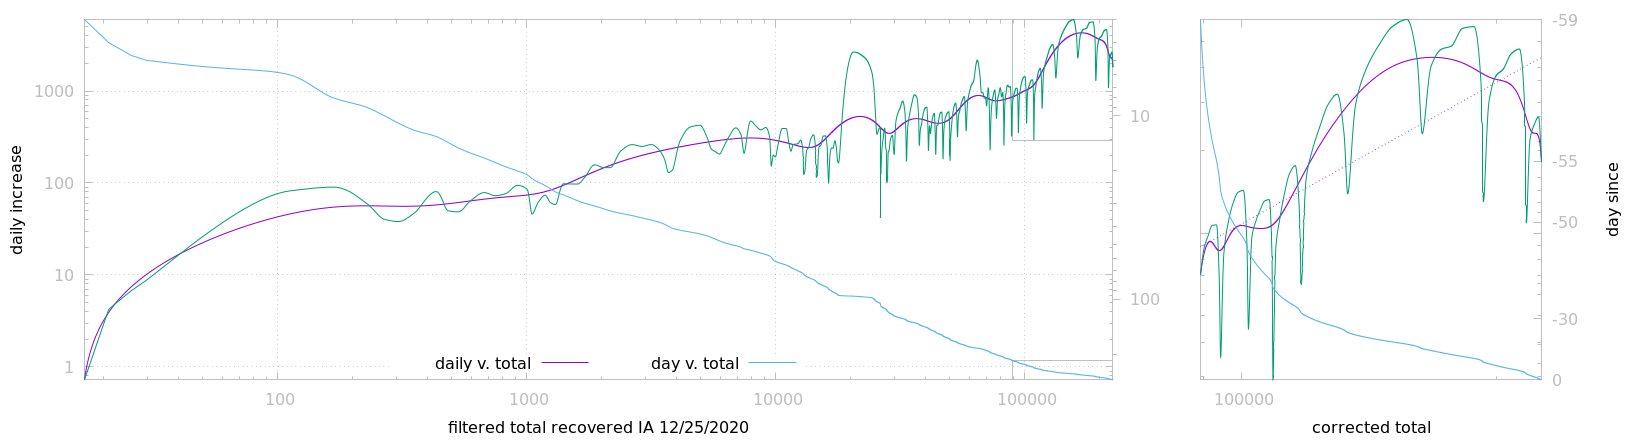 daily increase
1000
100
10
1
100
1000
10000
100000
filtered total recovered IA 12/25/2020
daily v. total
day v. total
10
100
100000
corrected total
-59
-55
-50
-30
0
day since